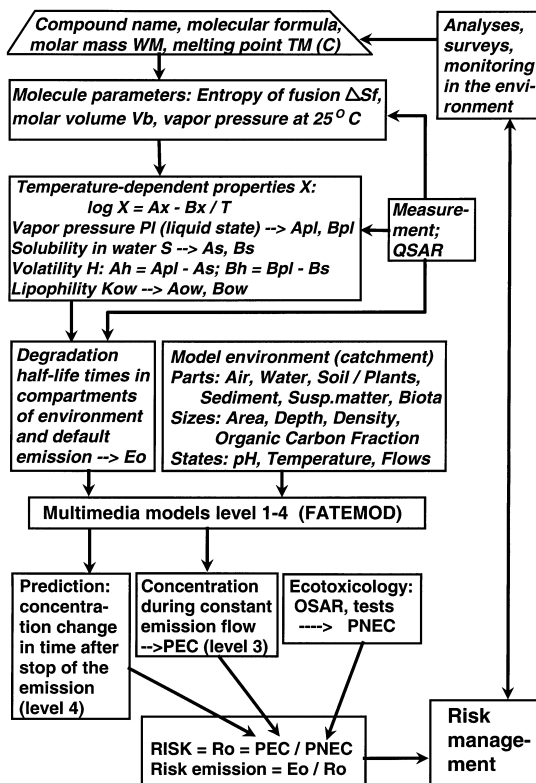 Compound name, molecular formula,
molar mass WM, melting point TM (C)
Analyses,
surveys,
monitoring
in the envi-
ronment
Molecule parameters: Entropy of fusion △Sf,
molar volume Vb, vapor pressure at 25° C
Temperature-dependent properties X:
log X = Ax - Bx / T
Vapor pressure Pl (liquid state) --> Apl, Bpl
Solubility in water S --> As, Bs
Volatility H: Ah = Apl - As; Bh = Bpl - Bs
Lipophility Kow --> Aow, Bow
Measure-
ment;
QSAR
Degradation
half-life times in
compartments
of environment
and default
emission --> Eo
Model environment (catchment)
Parts: Air, Water, Soil / Plants,
Sediment, Susp.matter, Biota
Sizes: Area, Depth, Density,
Organic Carbon Fraction
States: pH, Temperature, Flows
Multimedia models level 1-4 (FATEMOD)
Prediction:
concentra-
tion change
in time after
stop of the
emission
(level 4)
Concentration
during constant
emission flow
-->PEC (level 3)
Ecotoxicology:
OSAR, tests
----> PNEC
RISK = Ro = PEC / PNEC
Risk emission = Eo / Ro
Risk
manage-
ment